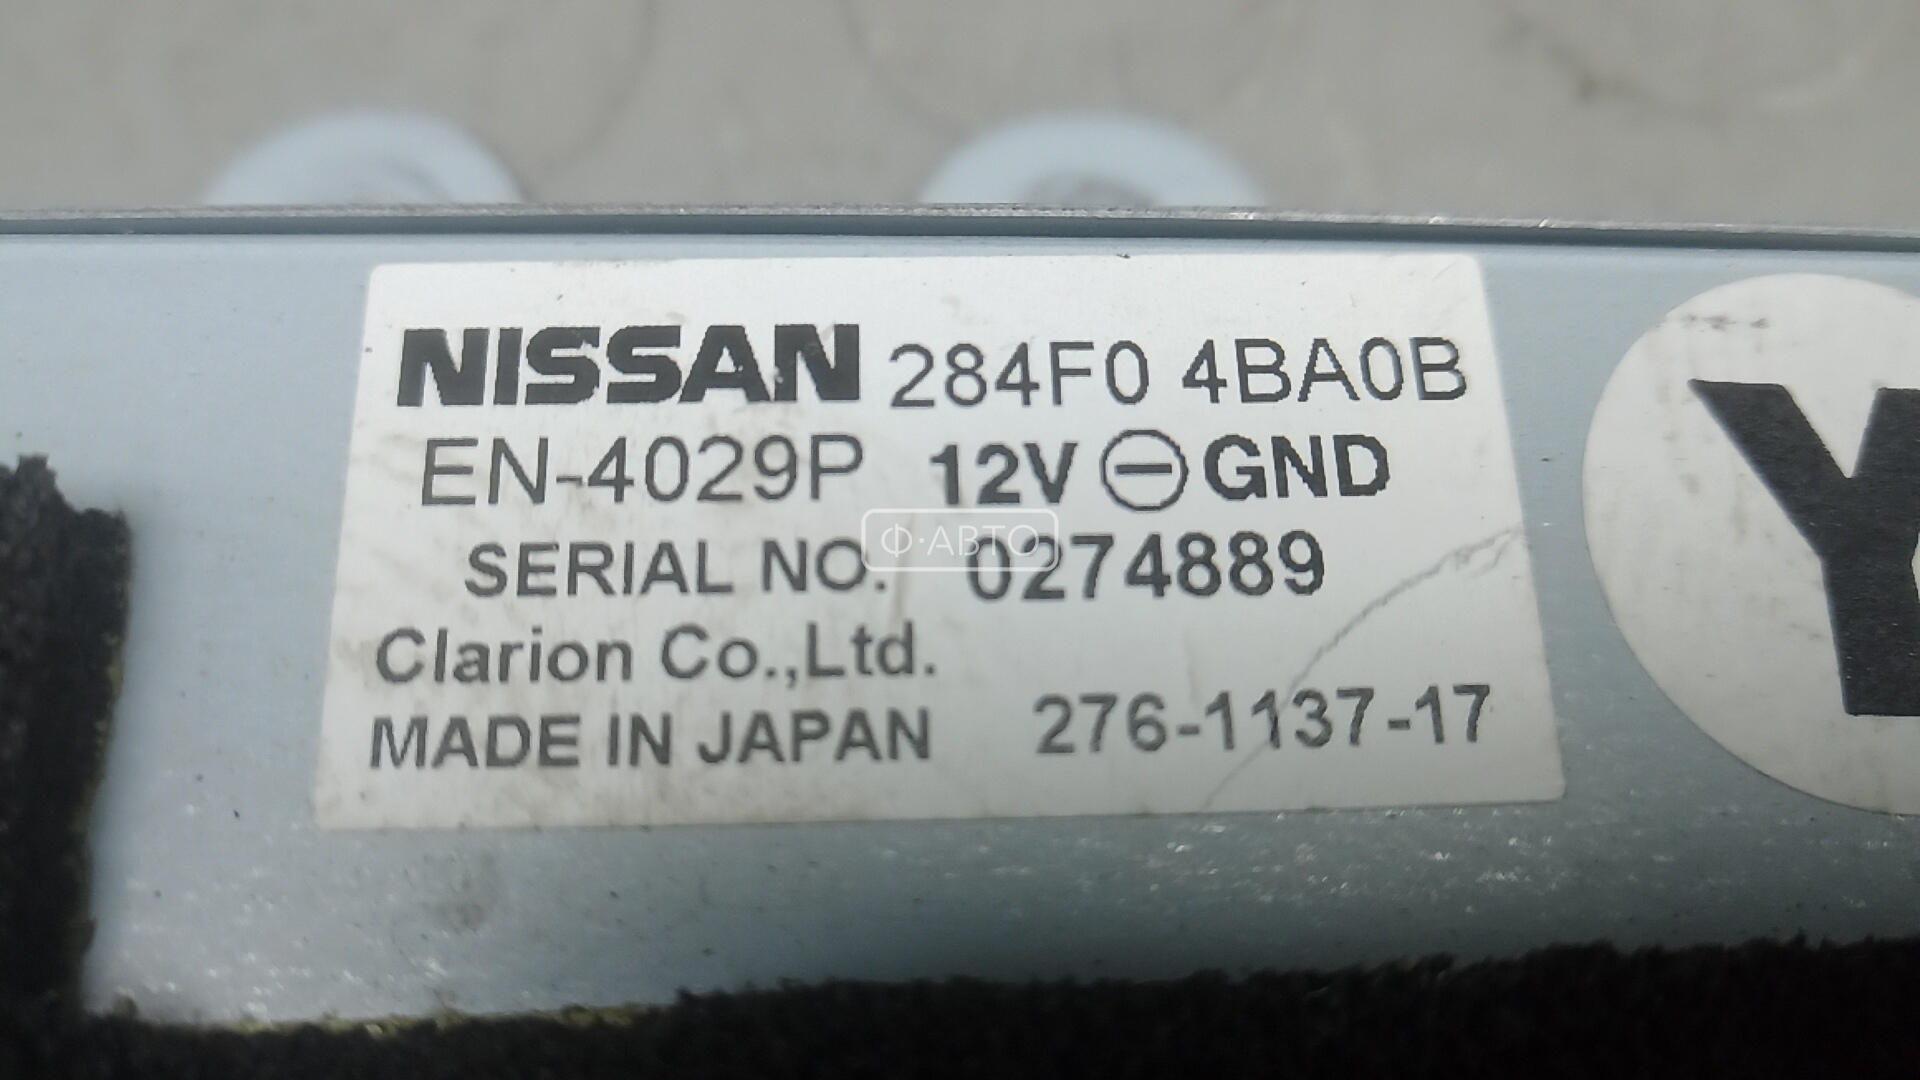 NISSAN 284F0 4BA0B
EN-4029P 12V ⊖ GND
SERIAL NO. 0274889
Ф·АВТО
Clarion Co.,Ltd.
MADE IN JAPAN 276-1137-17
Y